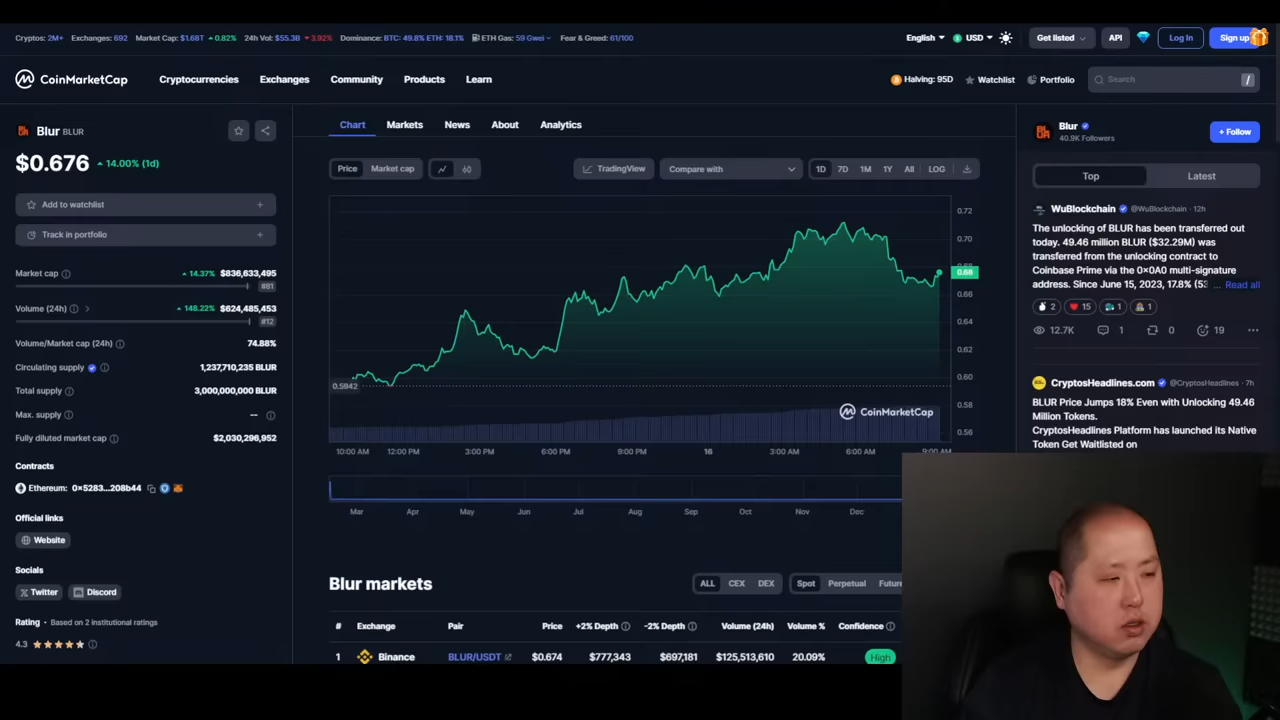 Cryptos: 2M+ Exchanges: 692 Market Cap: $1.68T 0.82% 24h Vol: $55.3B 3.92% Dominance: BTC: 49.8% ETH: 18.1% ETH Gas: 59 Gwei Fear & Greed: 61/100
English USD Get listed API Log In Sign up
CoinMarketCap Cryptocurrencies Exchanges Community Products Learn
Halving: 95D Watchlist Portfolio Search /
Blur BLUR
$0.676 14.00% (1d)
Add to watchlist +
Track in portfolio +
Market cap 14.37% $836,633,495
#81
Volume (24h) 148.22% $624,485,453
#12
Volume/Market cap (24h) 74.88%
Circulating supply 1,237,710,235 BLUR
Total supply 3,000,000,000 BLUR
Max. supply --
Fully diluted market cap $2,030,296,952
Contracts
Ethereum: 0x5283...208b44
Official links
Website
Socials
Twitter Discord
Rating · Based on 2 institutional ratings
4.3
Chart Markets News About Analytics
Price Market cap TradingView Compare with 1D 7D 1M 1Y All LOG
0.72
0.70
0.68
0.66
0.64
0.62
0.60
0.58
0.56
0.5942
CoinMarketCap
10:00 AM 12:00 PM 3:00 PM 6:00 PM 9:00 PM 16 3:00 AM 6:00 AM 9:00 AM
Mar Apr May Jun Jul Aug Sep Oct Nov Dec
Blur markets
ALL CEX DEX Spot Perpetual Futur
# Exchange Pair Price +2% Depth -2% Depth Volume (24h) Volume % Confidence
1 Binance BLUR/USDT $0.674 $777,343 $697,181 $125,513,610 20.09% High
Blur
40.9K Followers
+ Follow
Top Latest
WuBlockchain @WuBlockchain · 12h
The unlocking of BLUR has been transferred out
today. 49.46 million BLUR ($32.29M) was
transferred from the unlocking contract to
Coinbase Prime via the 0x0A0 multi-signature
address. Since June 15, 2023, 17.8% (53 ... Read all
2 15 1 1
12.7K 1 0 19
CryptosHeadlines.com @CryptosHeadlines · 7h
BLUR Price Jumps 18% Even with Unlocking 49.46
Million Tokens.
CryptosHeadlines Platform has launched its Native
Token Get Waitlisted on